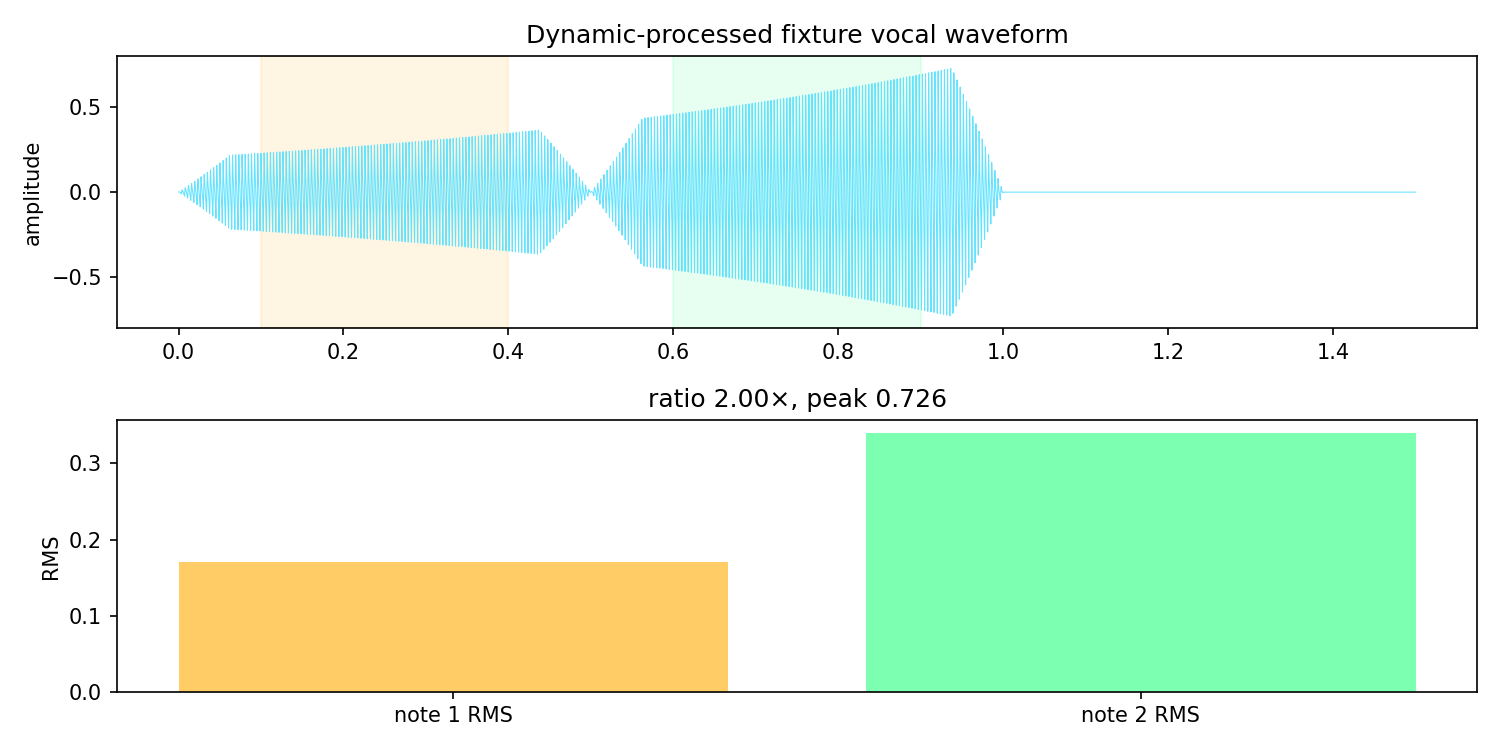 Dynamic-processed fixture vocal waveform
amplitude
0.5
0.0
−0.5
0.0 0.2 0.4 0.6 0.8 1.0 1.2 1.4
ratio 2.00×, peak 0.726
RMS
0.3
0.2
0.1
0.0
note 1 RMS note 2 RMS